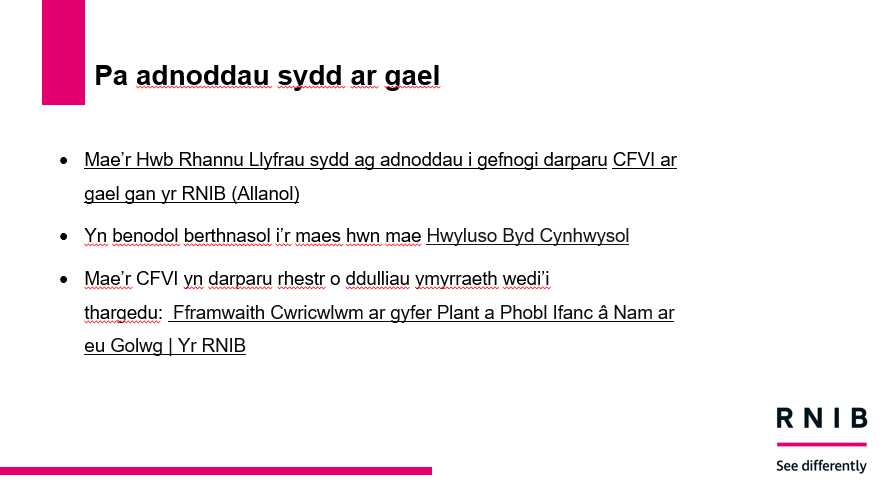 Pa adnoddau sydd ar gael
• Mae'r Hwb Rhannu Llyfrau sydd ag adnoddau i gefnogi darparu CFVI ar
gael gan yr RNIB (Allanol)
• Yn benodol berthnasol i'r maes hwn mae Hwyluso Byd Cynhwysol
• Mae'r CFVI yn darparu rhestr o ddulliau ymyrraeth wedi'i
thargedu: Fframwaith Cwricwlwm ar gyfer Plant a Phobl Ifanc â Nam ar
eu Golwg | Yr RNIB
RNIB
See differently